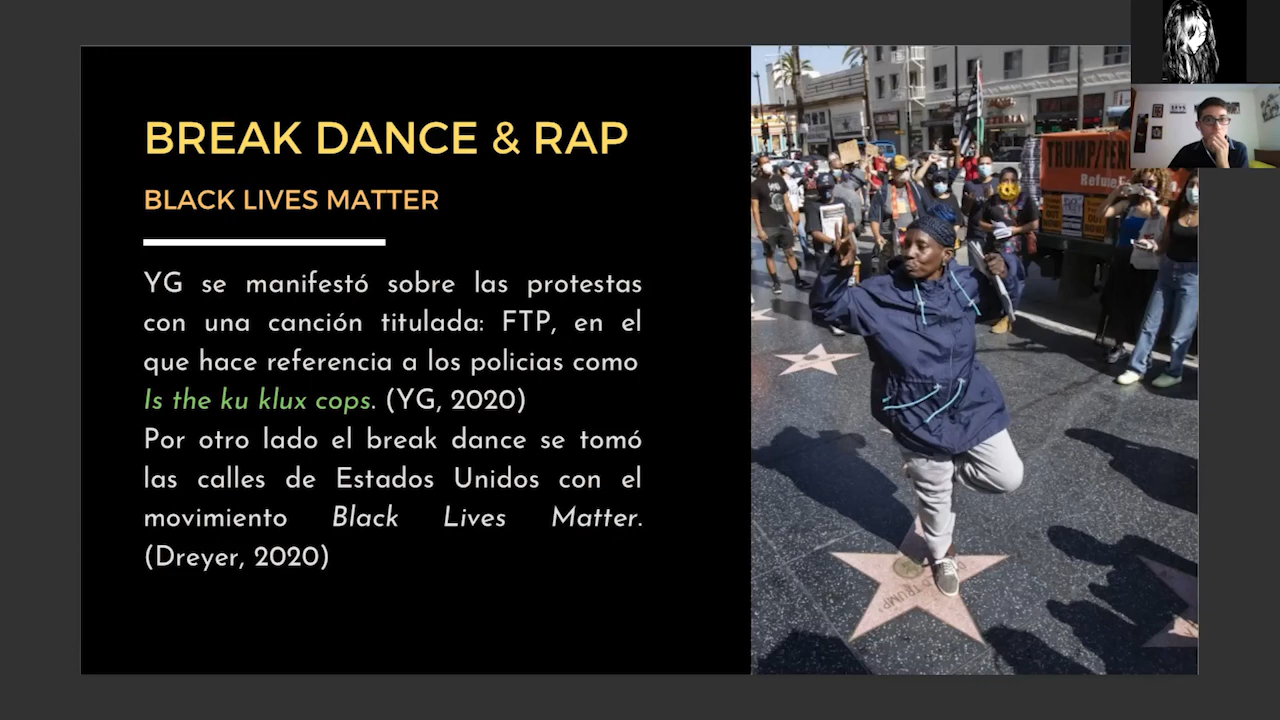 BREAK DANCE & RAP
BLACK LIVES MATTER
YG se manifestó sobre las protestas
con una canción titulada: FTP, en el
que hace referencia a los policias como
Is the ku klux cops. (YG, 2020)
Por otro lado el break dance se tomó
las calles de Estados Unidos con el
movimiento Black Lives Matter.
(Dreyer, 2020)
TRUMP/PEN
TRUMP